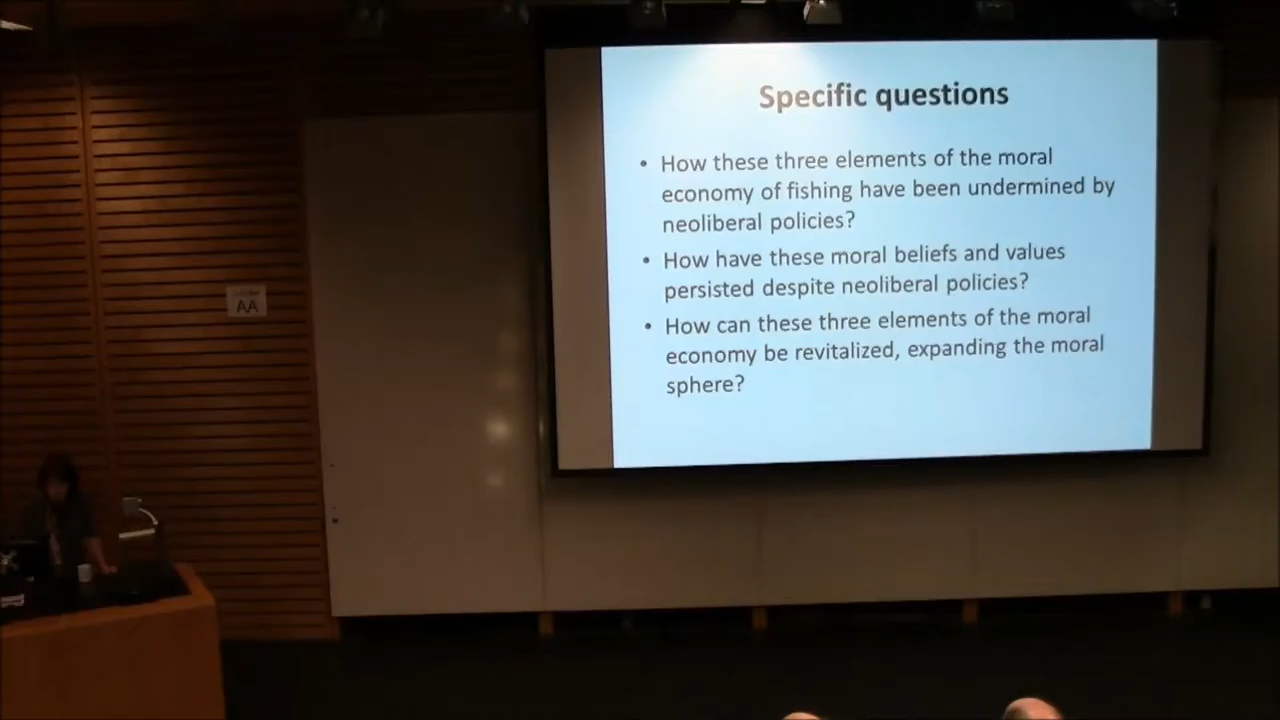 Specific questions
• How these three elements of the moral
economy of fishing have been undermined by
neoliberal policies?
• How have these moral beliefs and values
persisted despite neoliberal policies?
• How can these three elements of the moral
economy be revitalized, expanding the moral
sphere?
AA